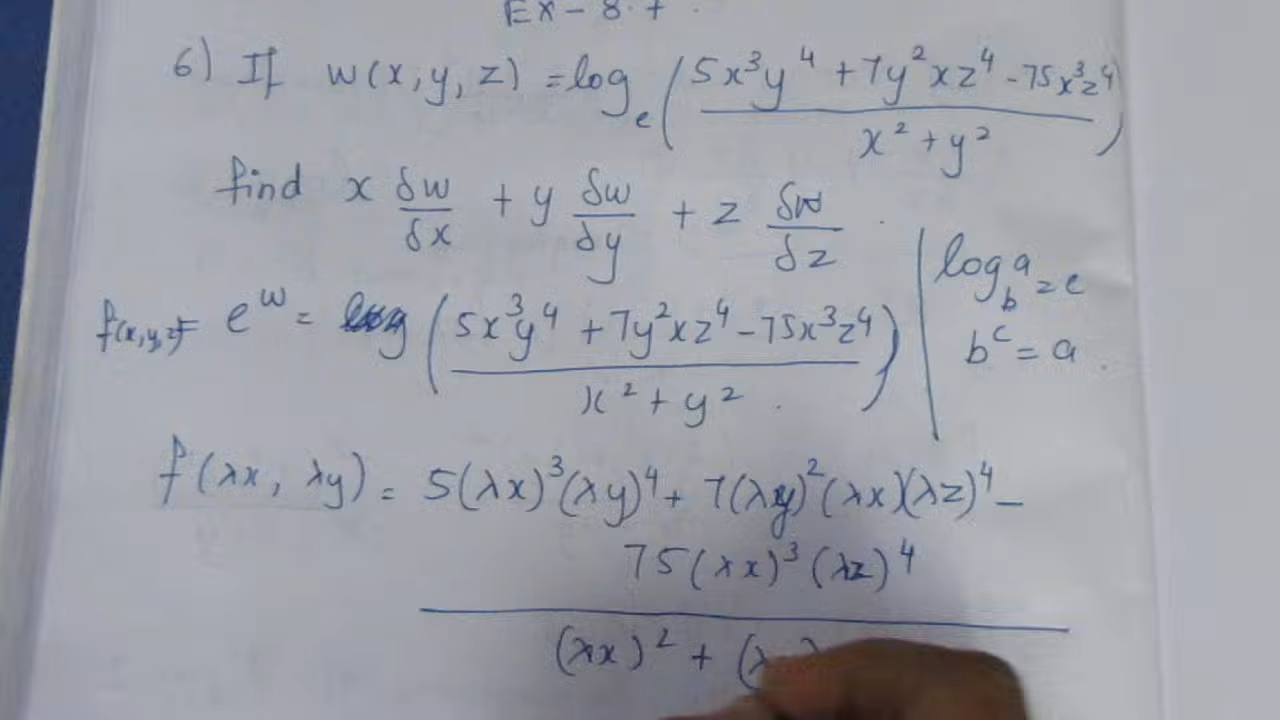 Ex - 8.7
6) If w(x, y, z) = log_e ( (5x³y⁴ + 7y²xz⁴ - 75x³z⁴) / (x² + y²) )
find x δw/δx + y δw/δy + z δw/δz .
f(x,y,z)= e^w = ( (5x³y⁴ + 7y²xz⁴ - 75x³z⁴) / (x² + y²) )
log_b a = c
b^c = a
f(λx, λy) = 5(λx)³(λy)⁴ + 7(λy)²(λx)(λz)⁴ -
75(λx)³(λz)⁴
(λx)² + (λ